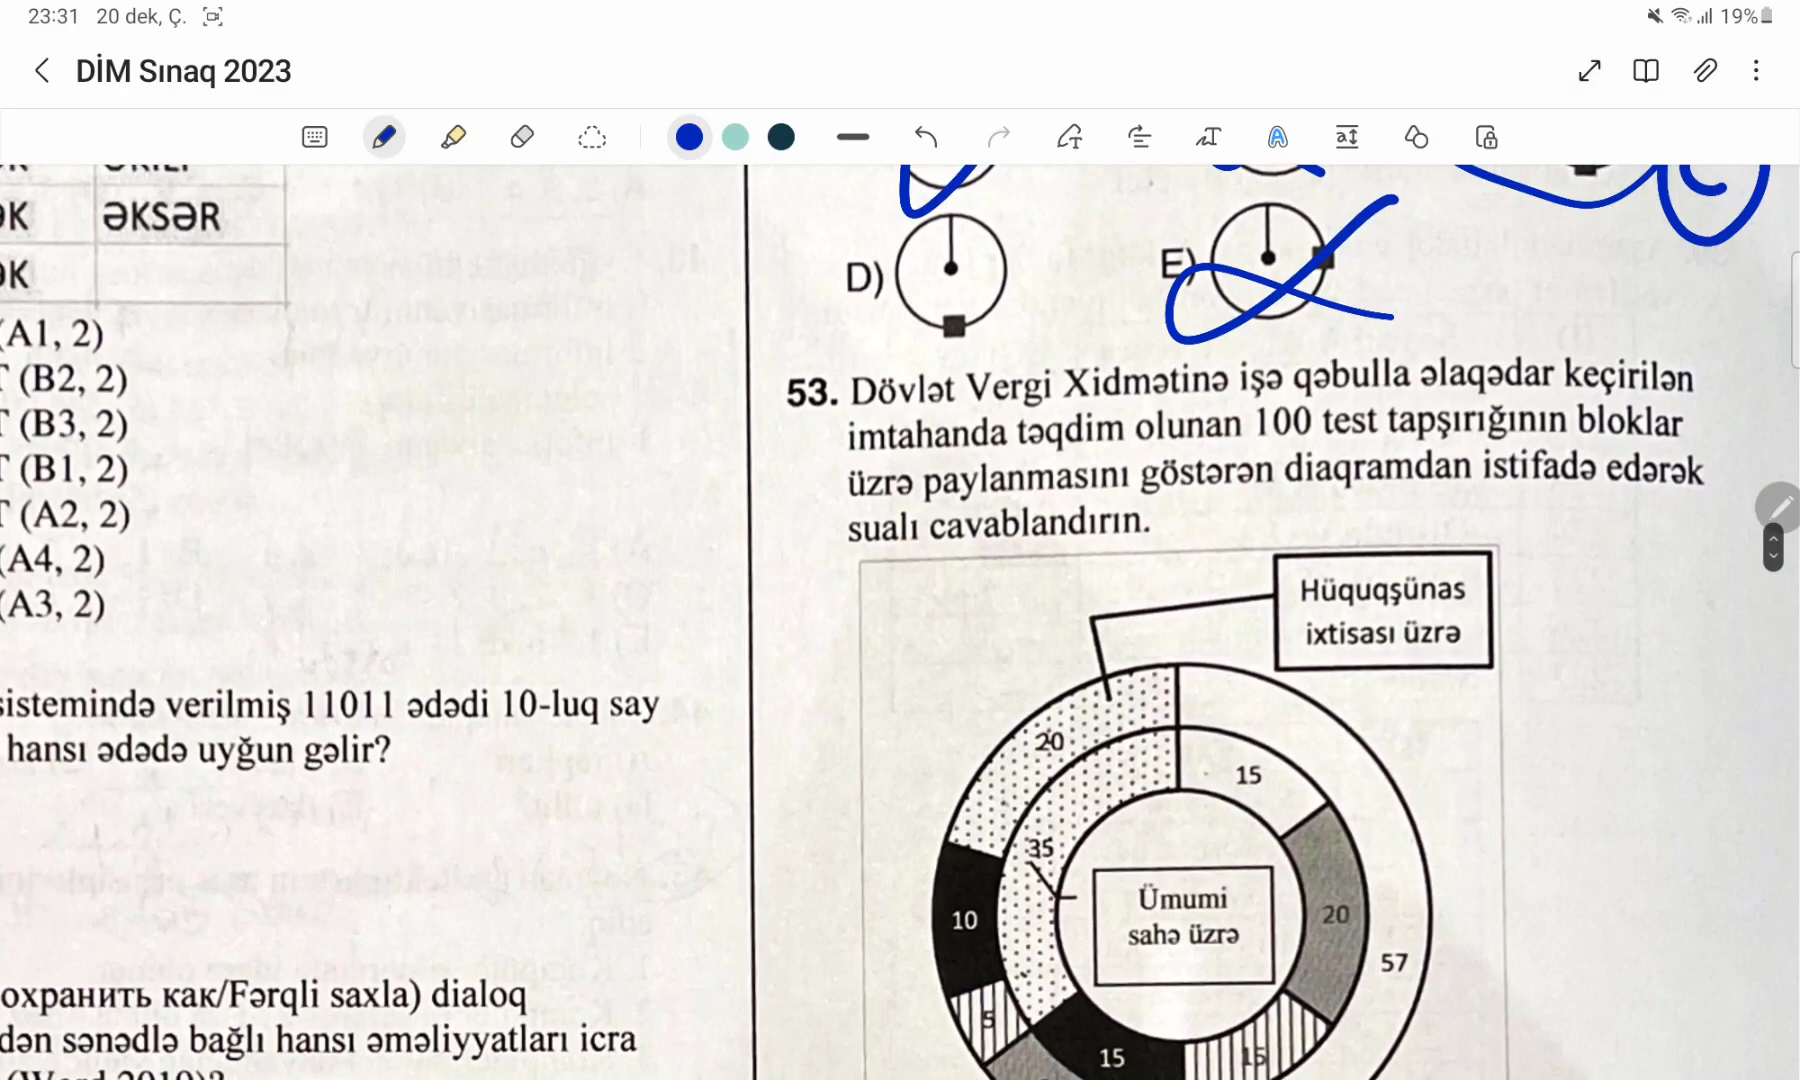 23:31 20 dek, Ç.
19%
DİM Sınaq 2023
ƏK ƏKSƏR
ƏK
(A1, 2)
(B2, 2)
(B3, 2)
(B1, 2)
(A2, 2)
(A4, 2)
(A3, 2)
sistemində verilmiş 11011 ədədi 10-luq say
hansı ədədə uyğun gəlir?
охранить как/Fərqli saxla) dialoq
dən sənədlə bağlı hansı əməliyyatları icra
D)
E)
53. Dövlət Vergi Xidmətinə işə qəbulla əlaqədar keçirilən
imtahanda təqdim olunan 100 test tapşırığının bloklar
üzrə paylanmasını göstərən diaqramdan istifadə edərək
sualı cavablandırın.
Hüquqşünas
ixtisası üzrə
20
15
35
10
Ümumi
sahə üzrə
20
57
5
15
15